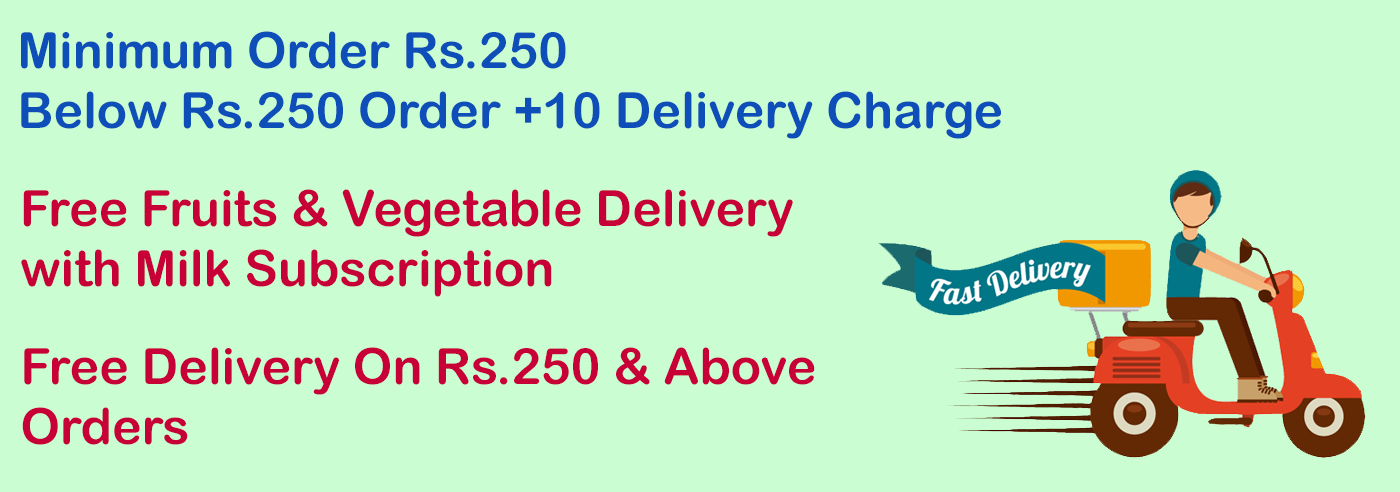 Minimum Order Rs.250
Below Rs.250 Order +10 Delivery Charge
Free Fruits & Vegetable Delivery
with Milk Subscription
Fast Delivery
Free Delivery On Rs.250 & Above
Orders